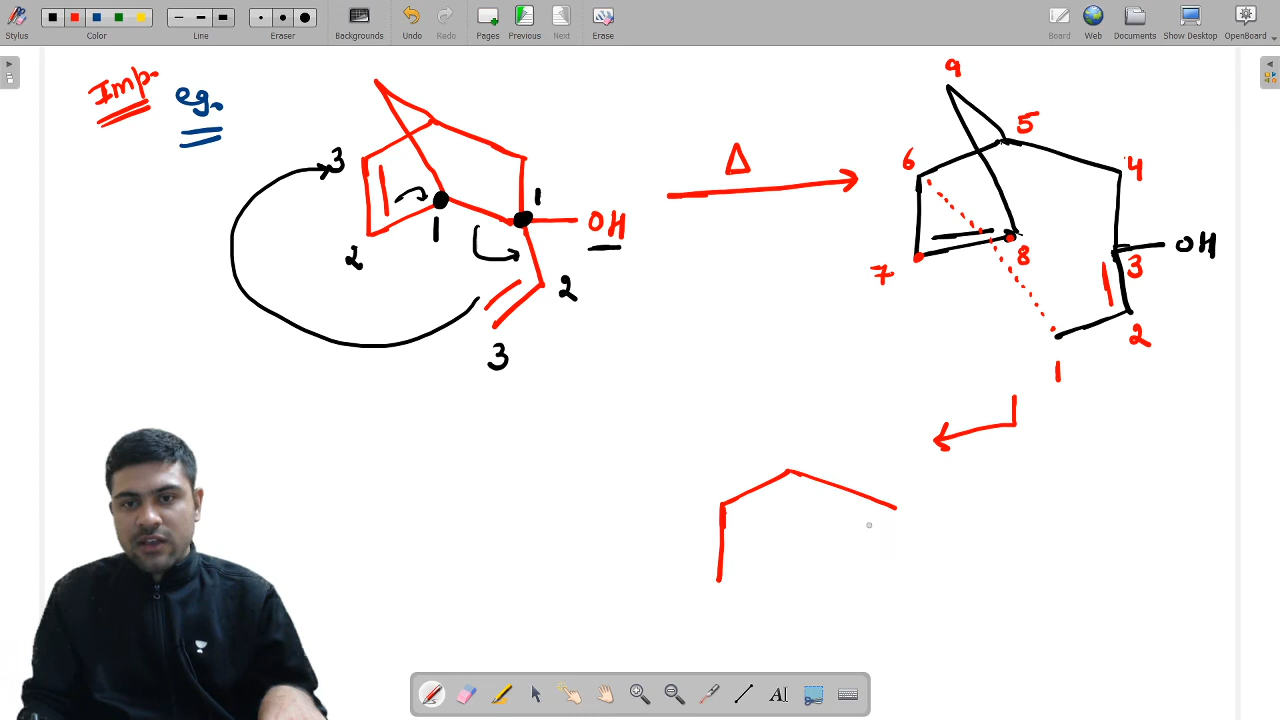 Stylus
Color
Line
Eraser
Backgrounds
Undo
Redo
Pages
Previous
Next
Erase
Board
Web
Documents
Show Desktop
OpenBoard
Imp.
eg.
3
1
OH
1
2
2
3
Δ
9
5
6
4
OH
8
3
7
2
1
AI